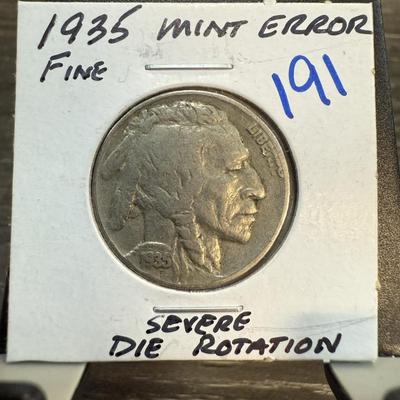 1935 MINT ERROR
FINE
191
LIBERTY
1935
SEVERE
DIE ROTATION